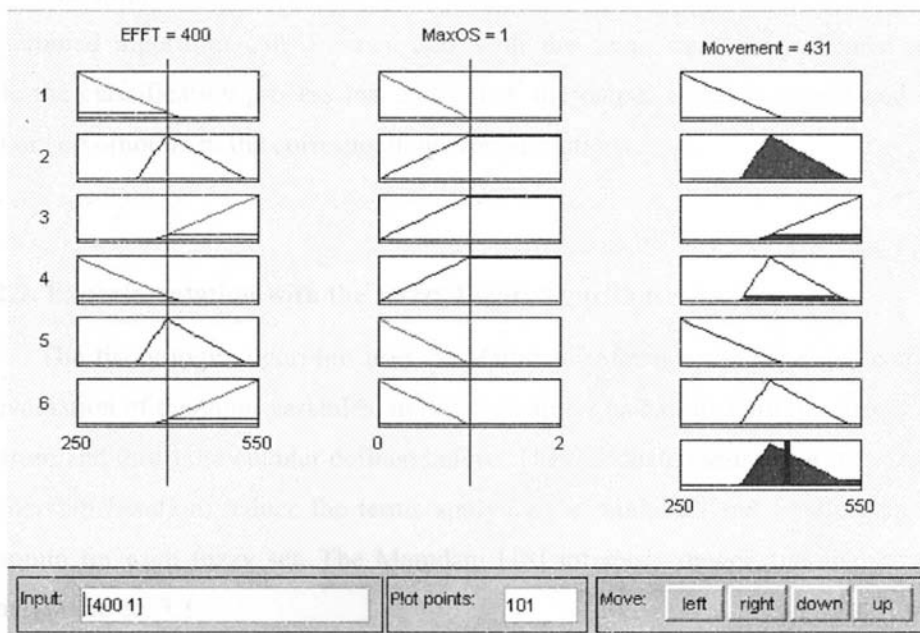 EFFT = 400
MaxOS = 1
Movement = 431
1
2
3
4
5
6
250
550
0
2
250
550
Input:
[400 1]
Plot points:
101
Move:
left
right
down
up